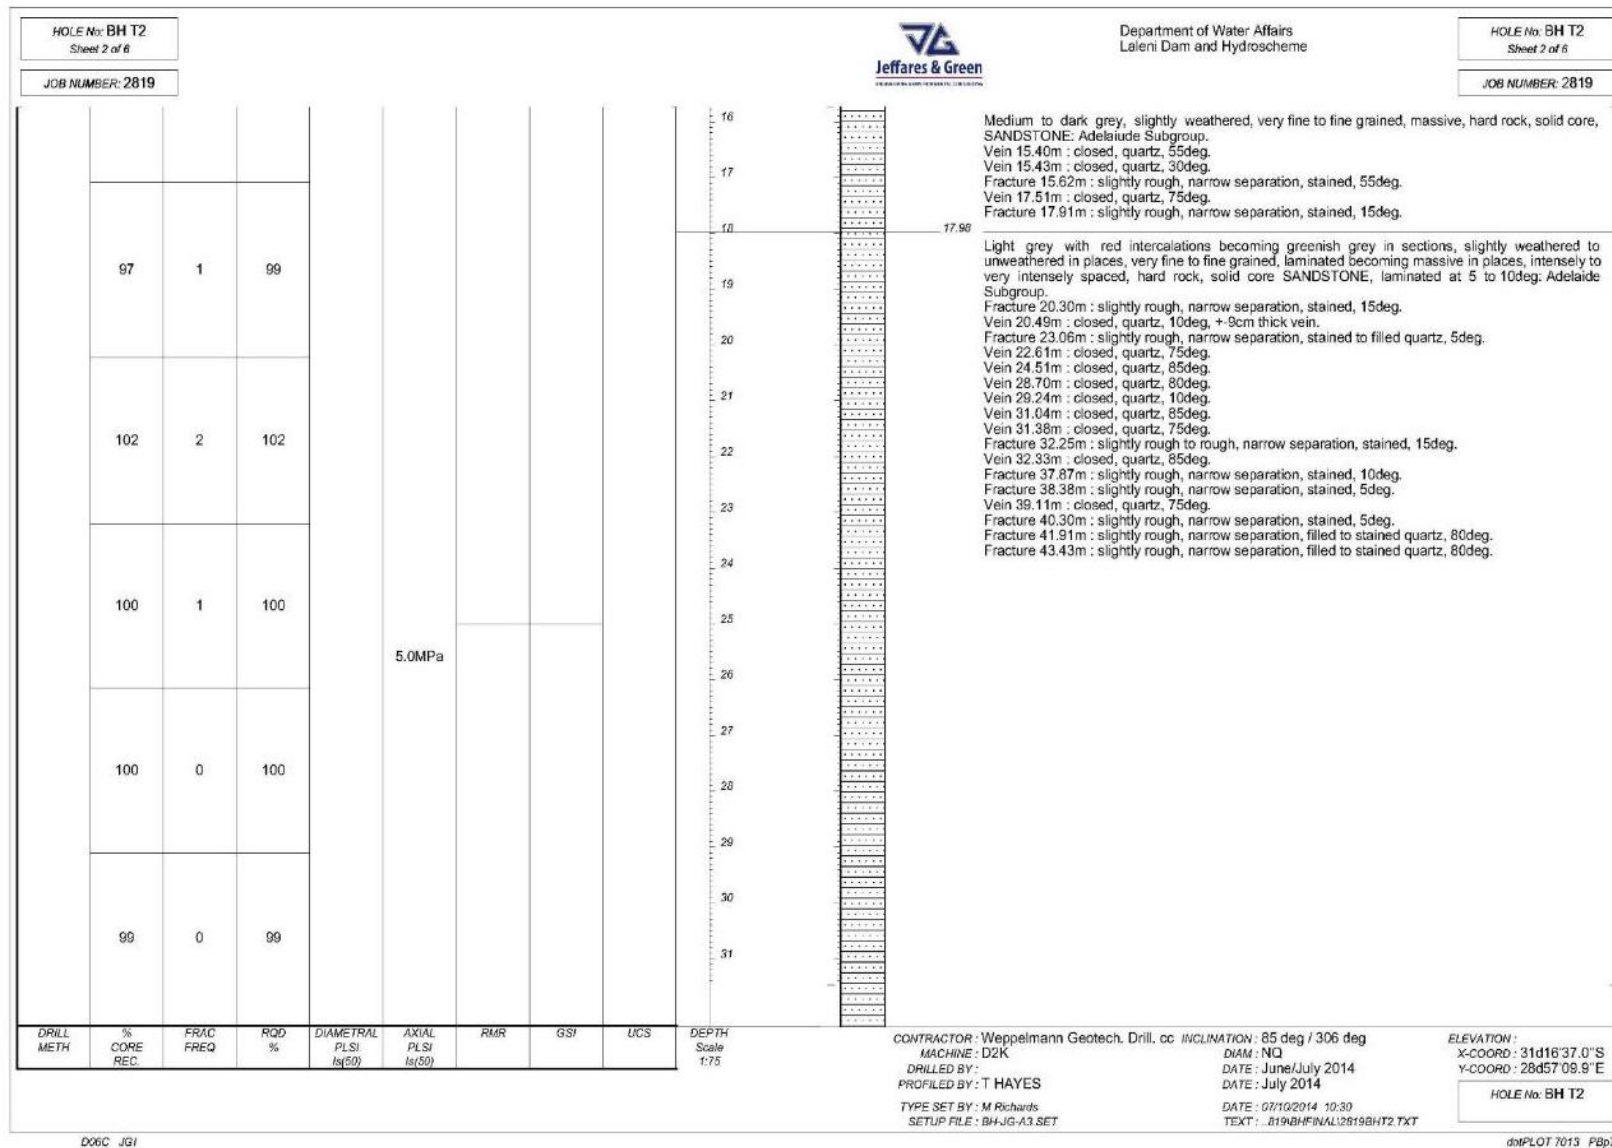 HOLE No: BH T2
Sheet 2 of 6
JOB NUMBER: 2819
JG
Jeffares & Green
Department of Water Affairs
Laleni Dam and Hydroscheme
HOLE No: BH T2
Sheet 2 of 6
JOB NUMBER: 2819
Medium to dark grey, slightly weathered, very fine to fine grained, massive, hard rock, solid core,
SANDSTONE: Adelaiude Subgroup.
Vein 15.40m : closed, quartz, 55deg.
Vein 15.43m : closed, quartz, 30deg.
Fracture 15.62m : slightly rough, narrow separation, stained, 55deg.
Vein 17.51m : closed, quartz, 75deg.
Fracture 17.91m : slightly rough, narrow separation, stained, 15deg.
17.98
Light grey with red intercalations becoming greenish grey in sections, slightly weathered to
unweathered in places, very fine to fine grained, laminated becoming massive in places, intensely to
very intensely spaced, hard rock, solid core SANDSTONE, laminated at 5 to 10deg: Adelaide
Subgroup.
Fracture 20.30m : slightly rough, narrow separation, stained, 15deg.
Vein 20.49m : closed, quartz, 10deg, +-9cm thick vein.
Fracture 23.06m : slightly rough, narrow separation, stained to filled quartz, 5deg.
Vein 22.61m : closed, quartz, 75deg.
Vein 24.51m : closed, quartz, 85deg.
Vein 28.70m : closed, quartz, 80deg.
Vein 29.24m : closed, quartz, 10deg.
Vein 31.04m : closed, quartz, 85deg.
Vein 31.38m : closed, quartz, 75deg.
Fracture 32.25m : slightly rough to rough, narrow separation, stained, 15deg.
Vein 32.33m : closed, quartz, 85deg.
Fracture 37.87m : slightly rough, narrow separation, stained, 10deg.
Fracture 38.38m : slightly rough, narrow separation, stained, 5deg.
Vein 39.11m : closed, quartz, 75deg.
Fracture 40.30m : slightly rough, narrow separation, stained, 5deg.
Fracture 41.91m : slightly rough, narrow separation, filled to stained quartz, 80deg.
Fracture 43.43m : slightly rough, narrow separation, filled to stained quartz, 80deg.
97 1 99
102 2 102
100 1 100
5.0MPa
100 0 100
99 0 99
16
17
18
19
20
21
22
23
24
25
26
27
28
29
30
31
DRILL METH
% CORE REC.
FRAC FREQ
RQD %
DIAMETRAL PLSI Is(50)
AXIAL PLSI Is(50)
RMR
GSI
UCS
DEPTH Scale 1:75
CONTRACTOR : Weppelmann Geotech. Drill. cc
MACHINE : D2K
DRILLED BY :
PROFILED BY : T HAYES
TYPE SET BY : M Richards
SETUP FILE : BH-JG-A3.SET
INCLINATION : 85 deg / 306 deg
DIAM : NQ
DATE : June/July 2014
DATE : July 2014
DATE : 07/10/2014 10:30
TEXT : ..819\BHFINAL\2819BHT2.TXT
ELEVATION :
X-COORD : 31d16'37.0"S
Y-COORD : 28d57'09.9"E
HOLE No: BH T2
D06C JGI
dotPLOT 7013